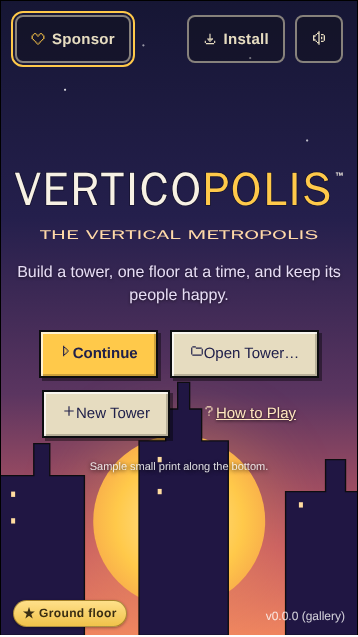 Sponsor
Install
VERTICOPOLIS™
THE VERTICAL METROPOLIS
Build a tower, one floor at a time, and keep its
people happy.
Continue
Open Tower…
+ New Tower
? How to Play
Sample small print along the bottom.
★ Ground floor
v0.0.0 (gallery)